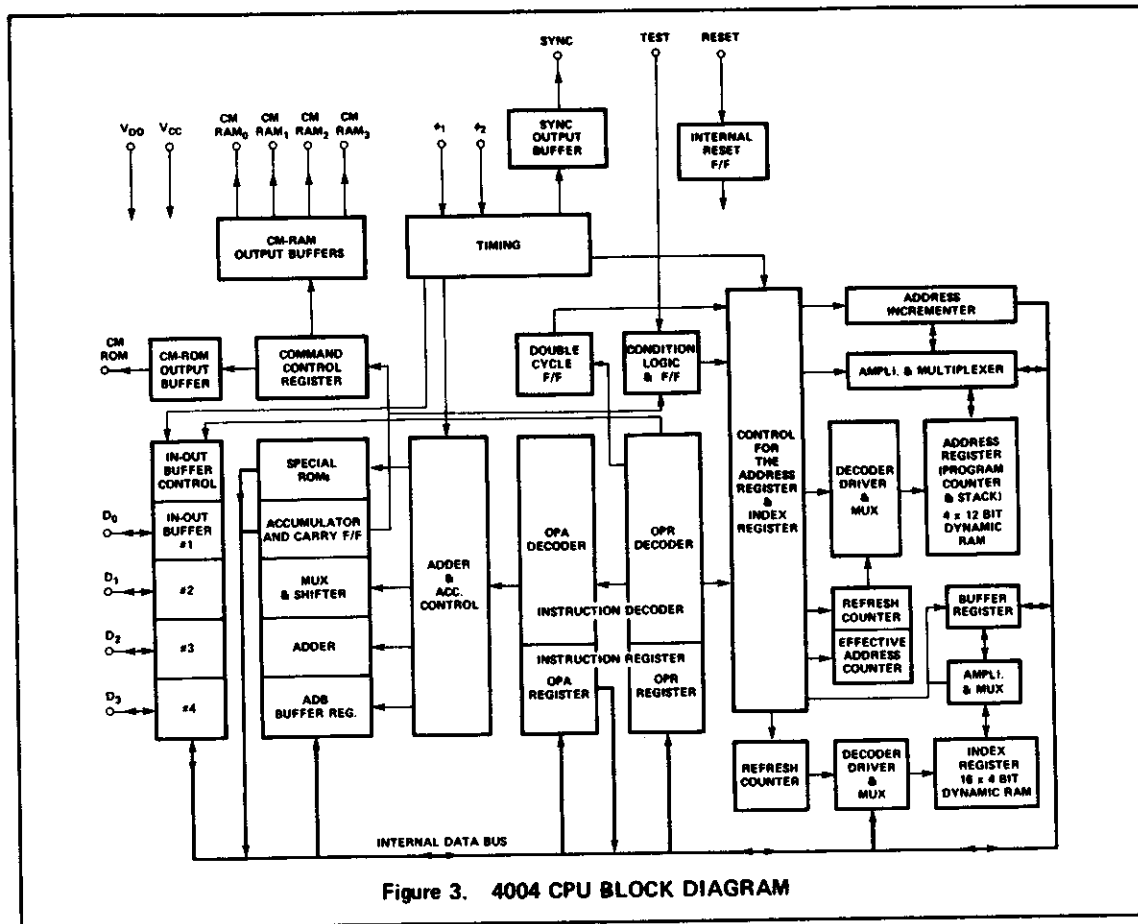 SYNC
TEST
RESET
V_DD
V_CC
CM RAM_0
CM RAM_1
CM RAM_2
CM RAM_3
ϕ_1
ϕ_2
SYNC
OUTPUT
BUFFER
INTERNAL
RESET
F/F
CM-RAM
OUTPUT BUFFERS
TIMING
CM
ROM
CM-ROM
OUTPUT
BUFFER
COMMAND
CONTROL
REGISTER
DOUBLE
CYCLE
F/F
CONDITION
LOGIC
& F/F
CONTROL
FOR
THE
ADDRESS
REGISTER
&
INDEX
REGISTER
ADDRESS
INCREMENTER
AMPLI. & MULTIPLEXER
DECODER
DRIVER
&
MUX
ADDRESS
REGISTER
(PROGRAM
COUNTER
& STACK)
4 x 12 BIT
DYNAMIC
RAM
D_0
D_1
D_2
D_3
IN-OUT
BUFFER
CONTROL
IN-OUT
BUFFER
#1
#2
#3
#4
SPECIAL
ROMs
ACCUMULATOR
AND CARRY F/F
MUX
& SHIFTER
ADDER
ADB
BUFFER REG.
ADDER
&
ACC.
CONTROL
OPA
DECODER
OPR
DECODER
INSTRUCTION DECODER
INSTRUCTION REGISTER
OPA
REGISTER
OPR
REGISTER
REFRESH
COUNTER
EFFECTIVE
ADDRESS
COUNTER
BUFFER
REGISTER
AMPLI.
& MUX
REFRESH
COUNTER
DECODER
DRIVER
&
MUX
INDEX
REGISTER
16 x 4 BIT
DYNAMIC RAM
INTERNAL DATA BUS
Figure 3. 4004 CPU BLOCK DIAGRAM